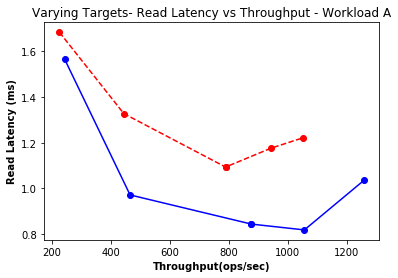 Varying Targets- Read Latency vs Throughput - Workload A
1.6
1.4
1.2
1.0
0.8
Read Latency (ms)
200 400 600 800 1000 1200
Throughput(ops/sec)